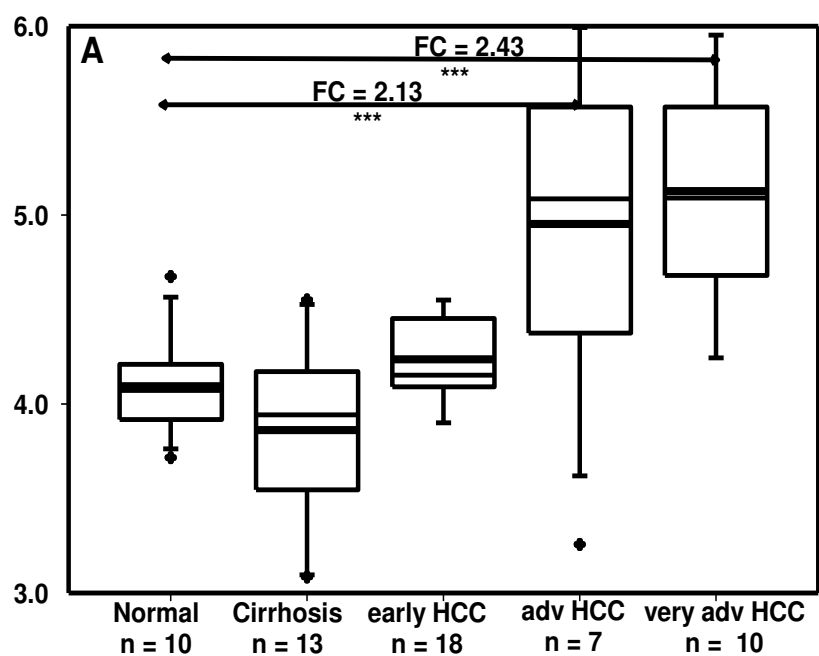 A
6.0
5.0
4.0
3.0
FC = 2.43
***
FC = 2.13
***
Normal
n = 10
Cirrhosis
n = 13
early HCC
n = 18
adv HCC
n = 7
very adv HCC
n = 10